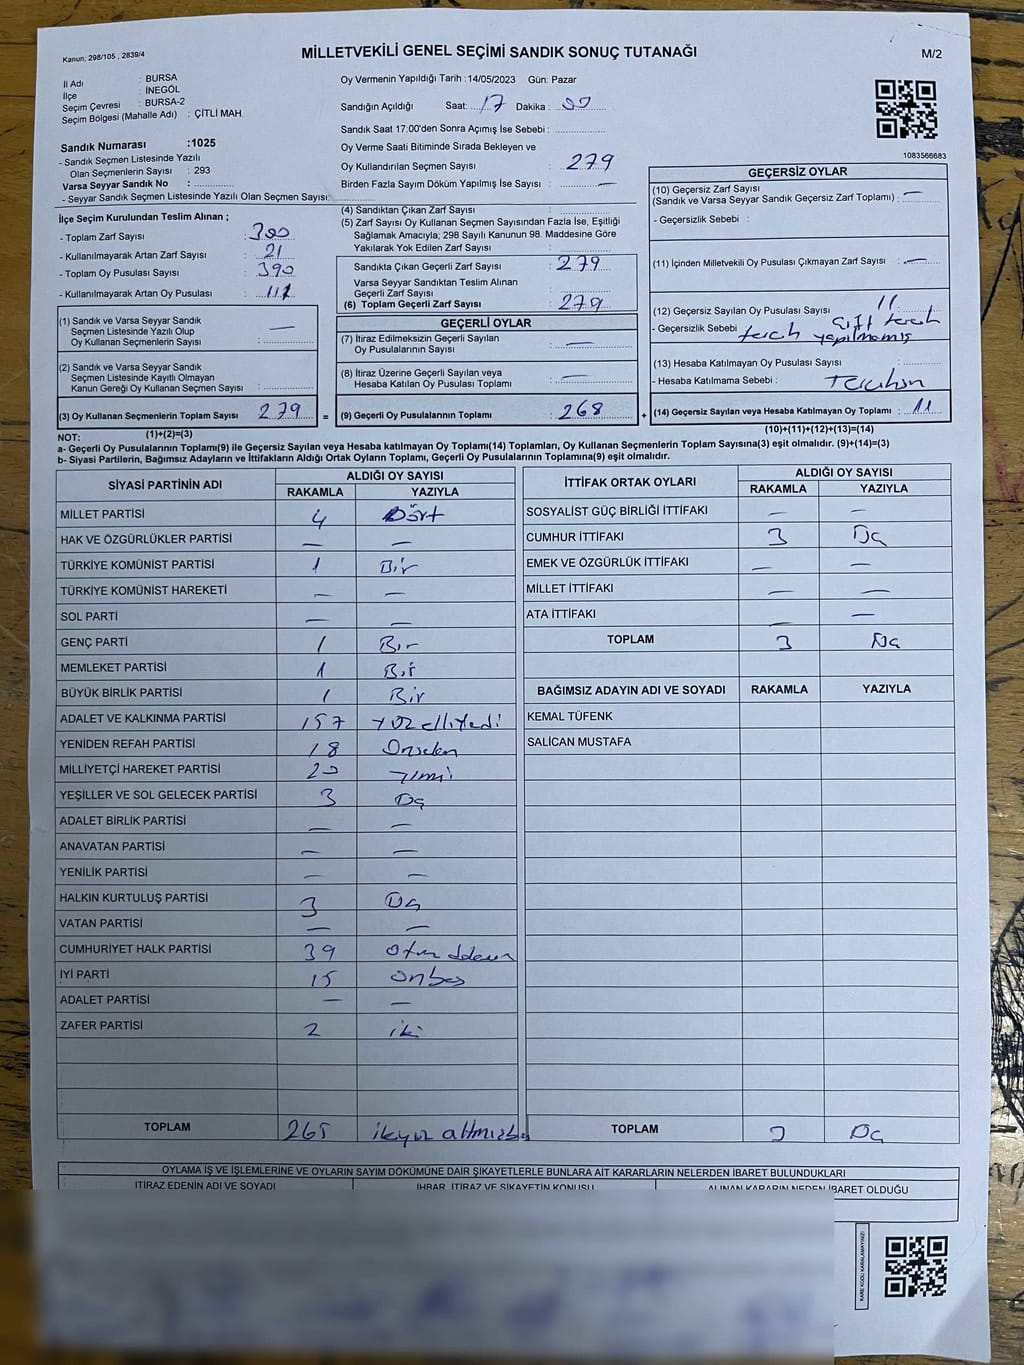 Kanun; 298/105 , 2839/4
MİLLETVEKİLİ GENEL SEÇİMİ SANDIK SONUÇ TUTANAĞI
M/2
İl Adı : BURSA
İlçe : İNEGÖL
Seçim Çevresi : BURSA-2
Seçim Bölgesi (Mahalle Adı) : ÇİTLİ MAH.
Sandık Numarası :1025
- Sandık Seçmen Listesinde Yazılı
Olan Seçmenlerin Sayısı : 293
Varsa Seyyar Sandık No :
- Seyyar Sandık Seçmen Listesinde Yazılı Olan Seçmen Sayısı:
Oy Vermenin Yapıldığı Tarih :14/05/2023 Gün: Pazar
Sandığın Açıldığı Saat: 17 Dakika : 00
Sandık Saat 17:00'den Sonra Açımış İse Sebebi :
Oy Verme Saati Bitiminde Sırada Bekleyen ve
Oy Kullandırılan Seçmen Sayısı : 279
Birden Fazla Sayım Döküm Yapılmış İse Sayısı : —
1083566683
İlçe Seçim Kurulundan Teslim Alınan ;
- Toplam Zarf Sayısı : 300
- Kullanılmayarak Artan Zarf Sayısı : 21
- Toplam Oy Pusulası Sayısı : 390
- Kullanılmayarak Artan Oy Pusulası : 111
(1) Sandık ve Varsa Seyyar Sandık
Seçmen Listesinde Yazılı Olup
Oy Kullanan Seçmenlerin Sayısı : —
(2) Sandık ve Varsa Seyyar Sandık
Seçmen Listesinde Kayıtlı Olmayan
Kanun Gereği Oy Kullanan Seçmen Sayısı :
(3) Oy Kullanan Seçmenlerin Toplam Sayısı : 279 =
(1)+(2)=(3)
(4) Sandıktan Çıkan Zarf Sayısı :
(5) Zarf Sayısı Oy Kullanan Seçmen Sayısından Fazla İse, Eşitliği
Sağlamak Amacıyla; 298 Sayılı Kanunun 98. Maddesine Göre
Yakılarak Yok Edilen Zarf Sayısı :
Sandıkta Çıkan Geçerli Zarf Sayısı : 279
Varsa Seyyar Sandıktan Teslim Alınan
Geçerli Zarf Sayısı :
(6) Toplam Geçerli Zarf Sayısı : 279
GEÇERLİ OYLAR
(7) İtiraz Edilmeksizin Geçerli Sayılan
Oy Pusulalarının Sayısı : —
(8) İtiraz Üzerine Geçerli Sayılan veya
Hesaba Katılan Oy Pusulası Toplamı : —
(9) Geçerli Oy Pusulalarının Toplamı : 268 +
GEÇERSİZ OYLAR
(10) Geçersiz Zarf Sayısı
(Sandık ve Varsa Seyyar Sandık Geçersiz Zarf Toplamı) : —
- Geçersizlik Sebebi :
(11) İçinden Milletvekili Oy Pusulası Çıkmayan Zarf Sayısı : —
(12) Geçersiz Sayılan Oy Pusulası Sayısı : 11
- Geçersizlik Sebebi : Çift tercih
tercih yapılmamış
(13) Hesaba Katılmayan Oy Pusulası Sayısı :
- Hesaba Katılmama Sebebi :
(14) Geçersiz Sayılan veya Hesaba Katılmayan Oy Toplamı : 11
(10)+(11)+(12)+(13)=(14)
NOT:
a- Geçerli Oy Pusulalarının Toplamı(9) ile Geçersiz Sayılan veya Hesaba katılmayan Oy Toplamı(14) Toplamları, Oy Kullanan Seçmenlerin Toplam Sayısına(3) eşit olmalıdır. (9)+(14)=(3)
b- Siyasi Partilerin, Bağımsız Adayların ve İttifakların Aldığı Ortak Oyların Toplamı, Geçerli Oy Pusulalarının Toplamına(9) eşit olmalıdır.
SİYASİ PARTİNİN ADI ALDIĞI OY SAYISI
RAKAMLA YAZIYLA
MİLLET PARTİSİ 4 Dört
HAK VE ÖZGÜRLÜKLER PARTİSİ — —
TÜRKİYE KOMÜNİST PARTİSİ 1 Bir
TÜRKİYE KOMÜNİST HAREKETİ — —
SOL PARTİ — —
GENÇ PARTİ 1 Bir
MEMLEKET PARTİSİ 1 Bir
BÜYÜK BİRLİK PARTİSİ 1 Bir
ADALET VE KALKINMA PARTİSİ 157 Yüzelliyedi
YENİDEN REFAH PARTİSİ 18 Onsekiz
MİLLİYETÇİ HAREKET PARTİSİ 20 Yirmi
YEŞİLLER VE SOL GELECEK PARTİSİ 3 Üç
ADALET BİRLİK PARTİSİ — —
ANAVATAN PARTİSİ — —
YENİLİK PARTİSİ — —
HALKIN KURTULUŞ PARTİSİ 3 Üç
VATAN PARTİSİ — —
CUMHURİYET HALK PARTİSİ 39 Otuzdokuz
İYİ PARTİ 15 Onbeş
ADALET PARTİSİ — —
ZAFER PARTİSİ 2 iki
TOPLAM 265 ikiyüz altmışbeş
İTTİFAK ORTAK OYLARI ALDIĞI OY SAYISI
RAKAMLA YAZIYLA
SOSYALİST GÜÇ BİRLİĞİ İTTİFAKI — —
CUMHUR İTTİFAKI 3 Üç
EMEK VE ÖZGÜRLÜK İTTİFAKI — —
MİLLET İTTİFAKI — —
ATA İTTİFAKI — —
TOPLAM 3 Üç
BAĞIMSIZ ADAYIN ADI VE SOYADI RAKAMLA YAZIYLA
KEMAL TÜFENK
SALİCAN MUSTAFA
TOPLAM 3 Üç
OYLAMA İŞ VE İŞLEMLERİNE VE OYLARIN SAYIM DÖKÜMÜNE DAİR ŞİKAYETLERLE BUNLARA AİT KARARLARIN NELERDEN İBARET BULUNDUKLARI
İTİRAZ EDENİN ADI VE SOYADI İHBAR, İTİRAZ VE ŞİKAYETİN KONUSU ALINAN KARARIN NEDEN İBARET OLDUĞU
KARE KODU KARALAMAYINIZ!